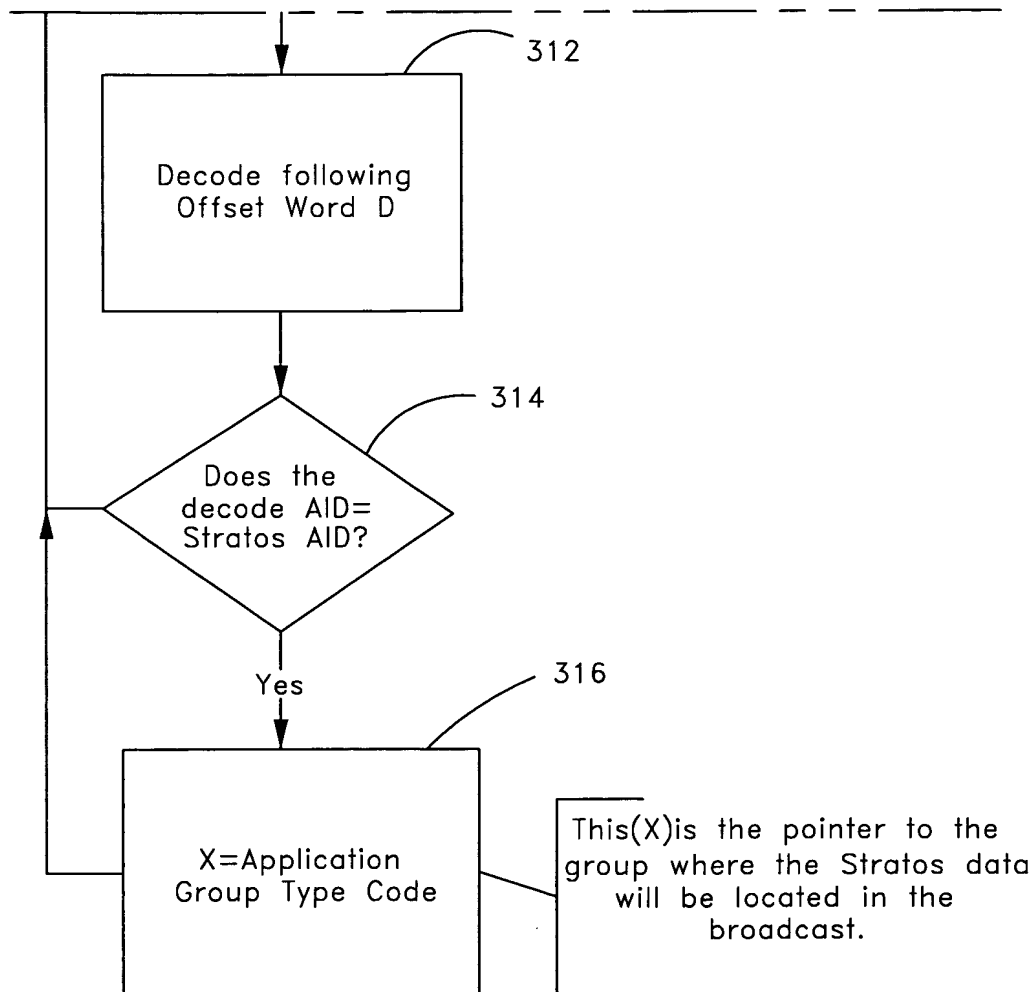 312
Decode following
Offset Word D
314
Does the
decode AID=
Stratos AID?
Yes
316
X=Application
Group Type Code
This(X)is the pointer to the
group where the Stratos data
will be located in the
broadcast.